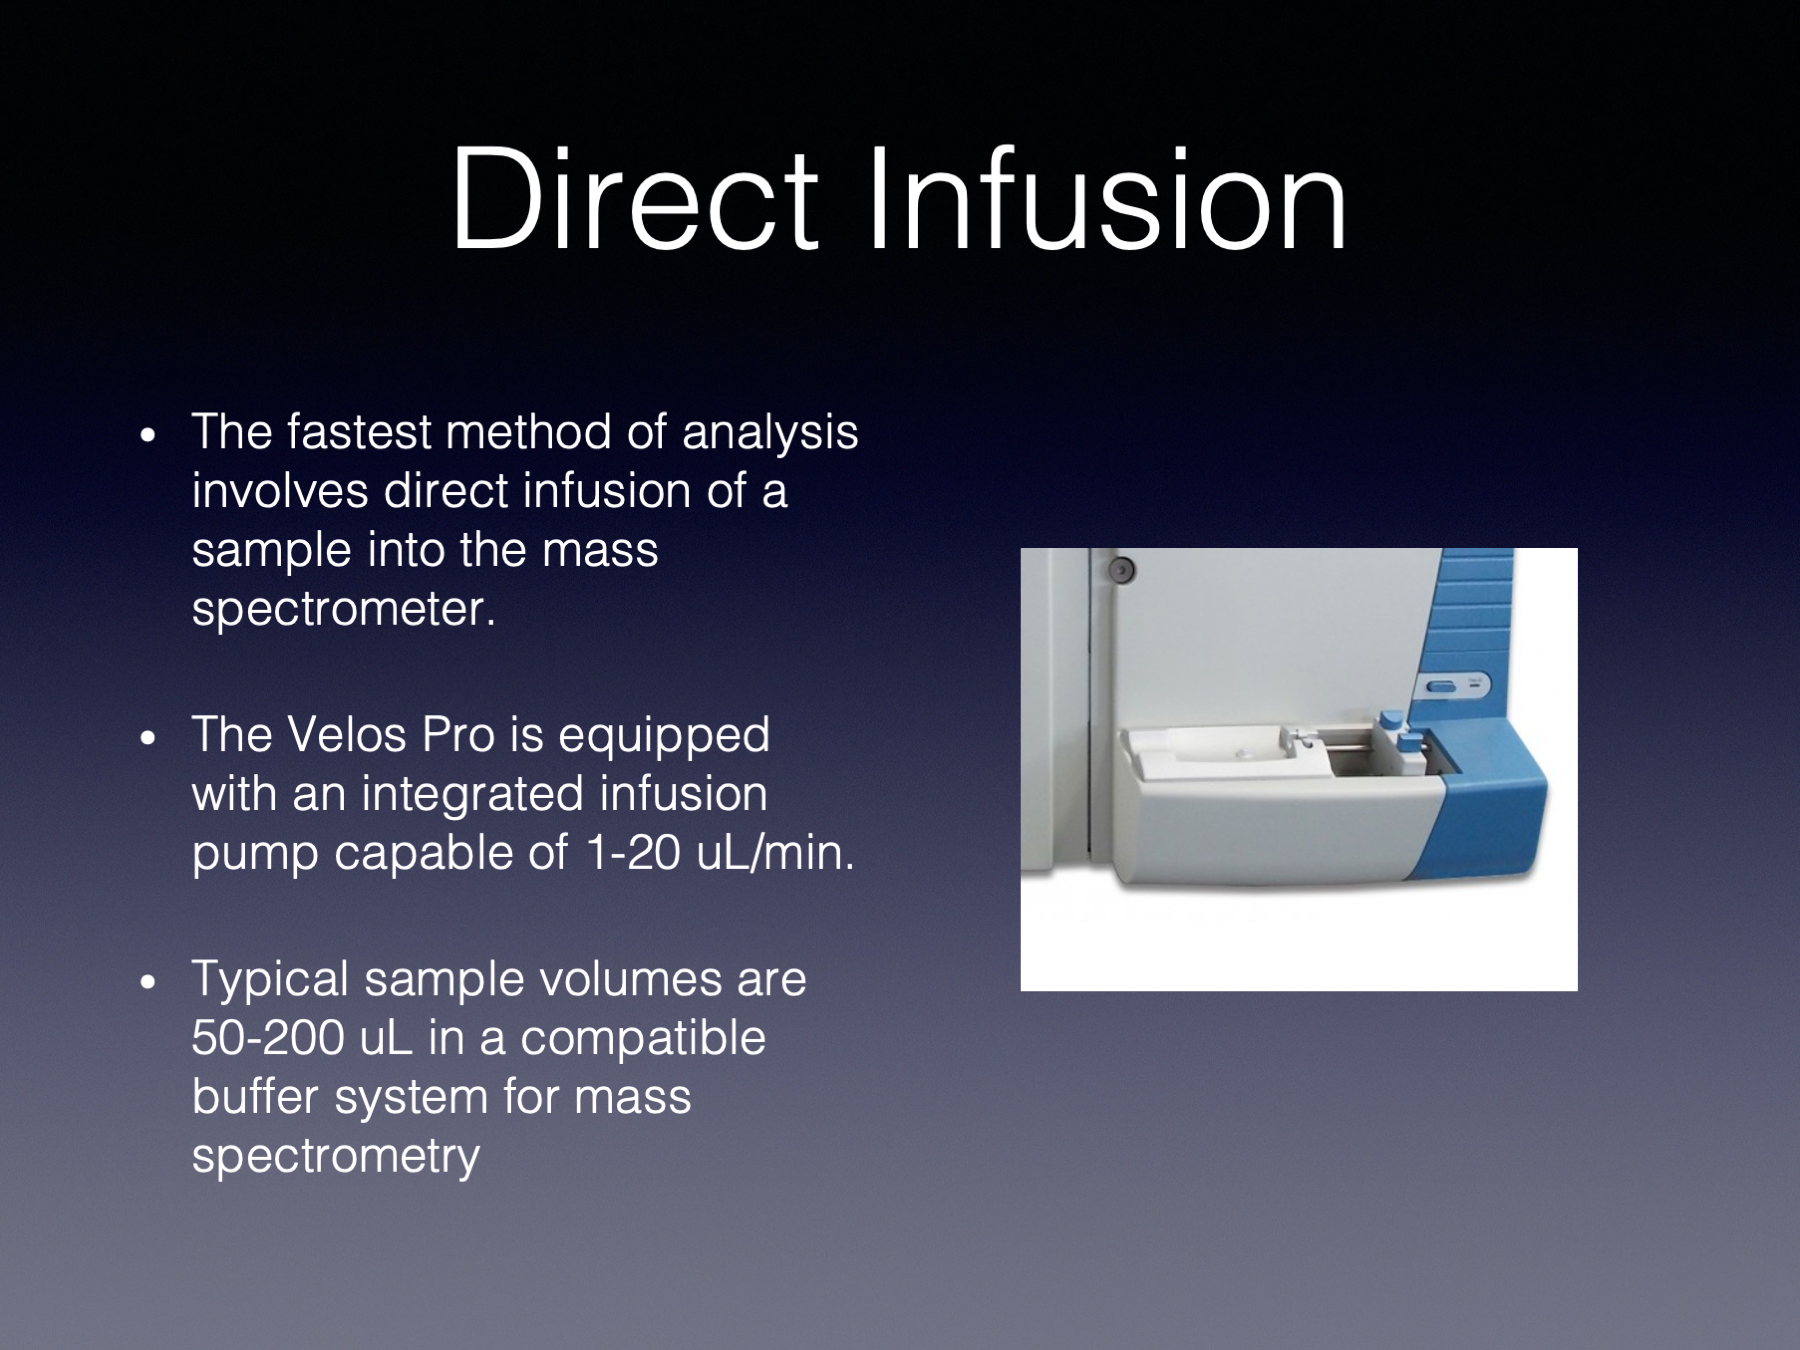 Direct Infusion
• The fastest method of analysis
involves direct infusion of a
sample into the mass
spectrometer.
• The Velos Pro is equipped
with an integrated infusion
pump capable of 1-20 uL/min.
• Typical sample volumes are
50-200 uL in a compatible
buffer system for mass
spectrometry